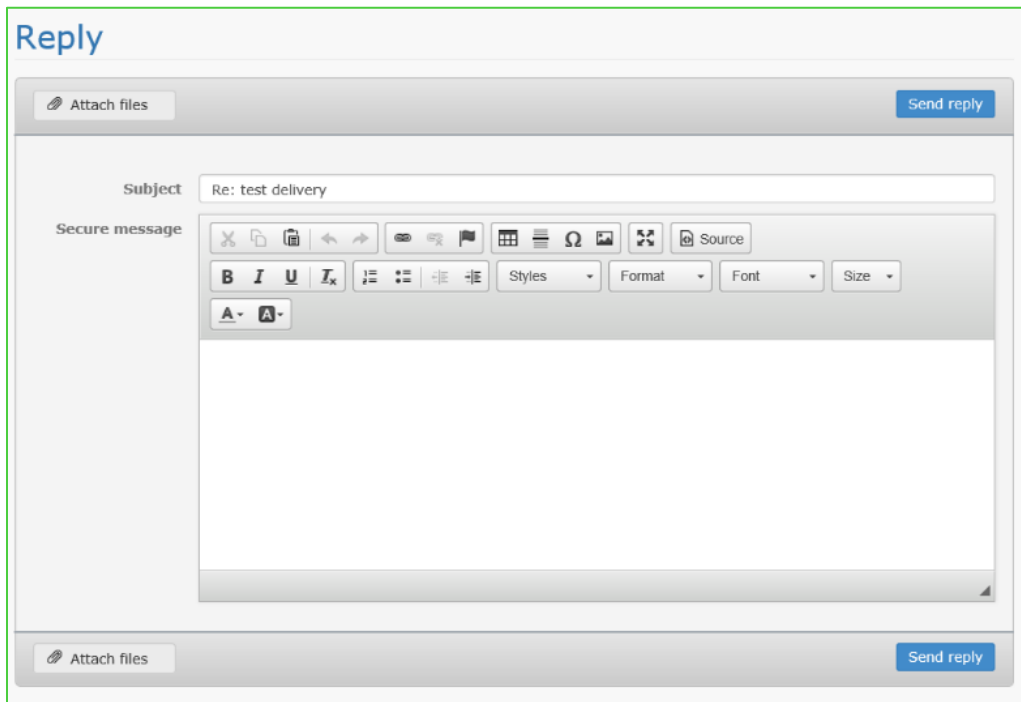 Reply
Attach files Send reply
Subject Re: test delivery
Secure message
Source
B I U Ix Styles Format Font Size
A A
Attach files Send reply